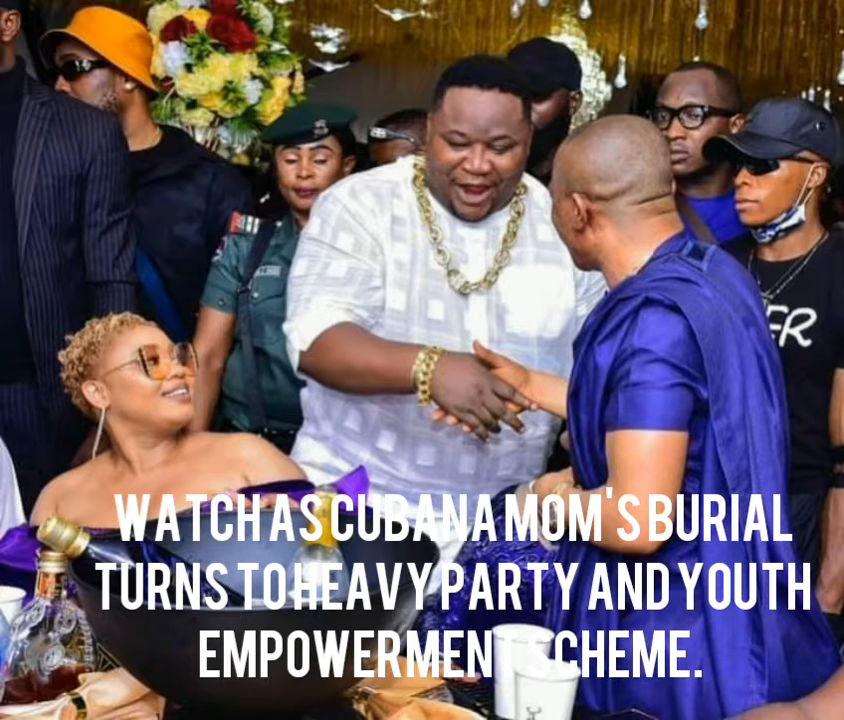 WATCH AS CUBANA MOM'S BURIAL
TURNS TO HEAVY PARTY AND YOUTH
EMPOWERMENT SCHEME.